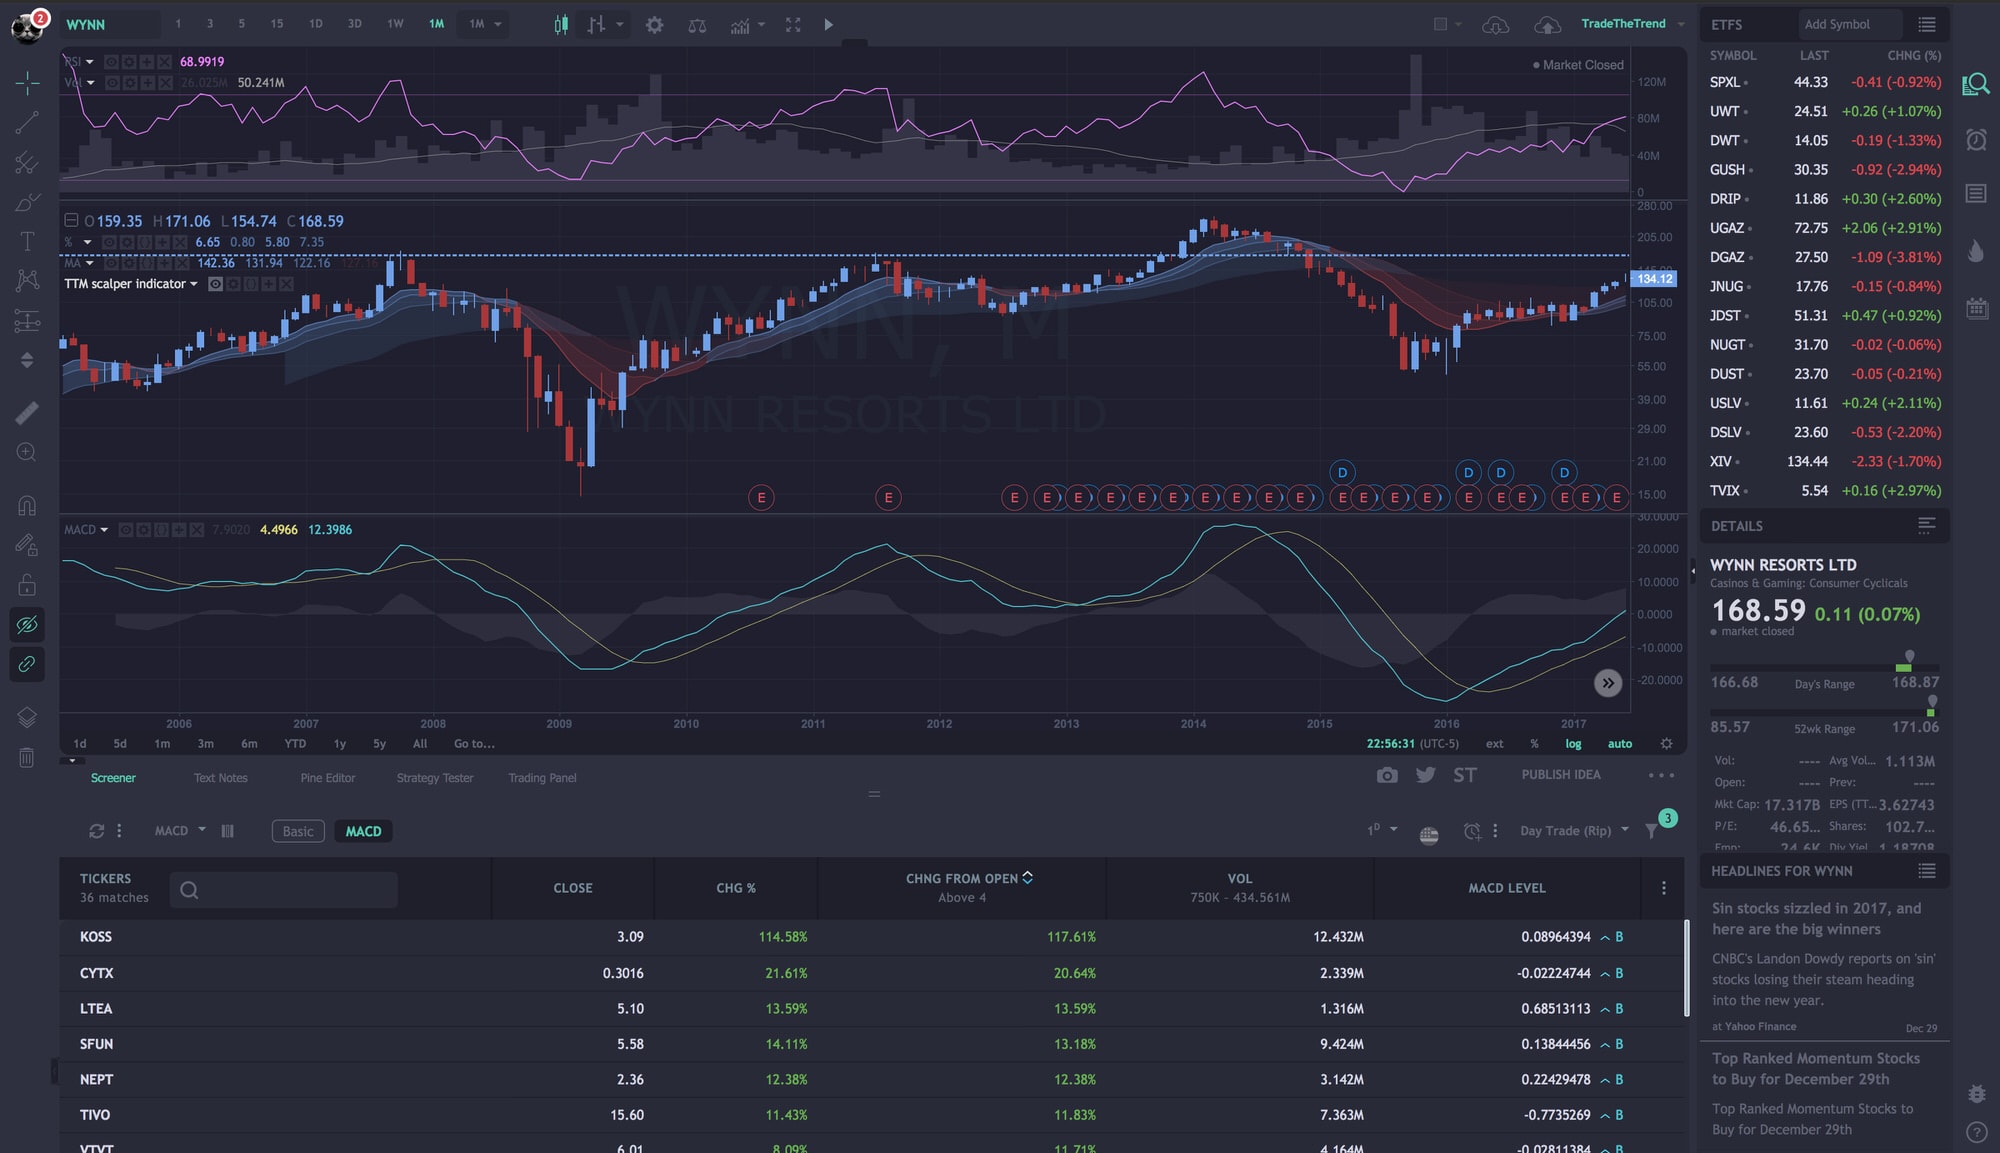 2
WYNN
1 3 5 15 1D 3D 1W 1M 1M
TradeTheTrend
RSI 68.9919
Vol 26.025M 50.241M
Market Closed
120M
80M
40M
0
O 159.35 H 171.06 L 154.74 C 168.59
% 6.65 0.80 5.80 7.35
MA 142.36 131.94 122.16 127.16
TTM scalper indicator
WYNN, M
WYNN RESORTS LTD
280.00
205.00
134.12
105.00
75.00
55.00
39.00
29.00
21.00
15.00
D D D D
E E E E E E E E E E E E E E E E E E E E E E
MACD 7.9020 4.4966 12.3986
30.0000
20.0000
10.0000
0.0000
-10.0000
-20.0000
2006 2007 2008 2009 2010 2011 2012 2013 2014 2015 2016 2017
1d 5d 1m 3m 6m YTD 1y 5y All Go to...
22:56:31 (UTC-5) ext % log auto
Screener Text Notes Pine Editor Strategy Tester Trading Panel
ST PUBLISH IDEA
MACD Basic MACD
1D Day Trade (Rip) 3
TICKERS CLOSE CHG % CHNG FROM OPEN VOL MACD LEVEL
36 matches Above 4 750K - 434.561M
KOSS 3.09 114.58% 117.61% 12.432M 0.08964394 B
CYTX 0.3016 21.61% 20.64% 2.339M -0.02224744 B
LTEA 5.10 13.59% 13.59% 1.316M 0.68513113 B
SFUN 5.58 14.11% 13.18% 9.424M 0.13844456 B
NEPT 2.36 12.38% 12.38% 3.142M 0.22429478 B
TIVO 15.60 11.43% 11.83% 7.363M -0.7735269 B
VTVT 6.01 8.09% 11.71% 4.164M -0.02811384 B
ETFS Add Symbol
SYMBOL LAST CHNG (%)
SPXL 44.33 -0.41 (-0.92%)
UWT 24.51 +0.26 (+1.07%)
DWT 14.05 -0.19 (-1.33%)
GUSH 30.35 -0.92 (-2.94%)
DRIP 11.86 +0.30 (+2.60%)
UGAZ 72.75 +2.06 (+2.91%)
DGAZ 27.50 -1.09 (-3.81%)
JNUG 17.76 -0.15 (-0.84%)
JDST 51.31 +0.47 (+0.92%)
NUGT 31.70 -0.02 (-0.06%)
DUST 23.70 -0.05 (-0.21%)
USLV 11.61 +0.24 (+2.11%)
DSLV 23.60 -0.53 (-2.20%)
XIV 134.44 -2.33 (-1.70%)
TVIX 5.54 +0.16 (+2.97%)
DETAILS
WYNN RESORTS LTD
Casinos & Gaming: Consumer Cyclicals
168.59 0.11 (0.07%)
market closed
166.68 Day's Range 168.87
85.57 52wk Range 171.06
Vol: ---- Avg Vol... 1.113M
Open: ---- Prev: ----
Mkt Cap: 17.317B EPS (TT... 3.62743
P/E: 46.65... Shares: 102.7...
Emp: 24.6K Div Yiel 1.18708
HEADLINES FOR WYNN
Sin stocks sizzled in 2017, and
here are the big winners
CNBC's Landon Dowdy reports on 'sin'
stocks losing their steam heading
into the new year.
at Yahoo Finance Dec 29
Top Ranked Momentum Stocks
to Buy for December 29th
Top Ranked Momentum Stocks to
Buy for December 29th